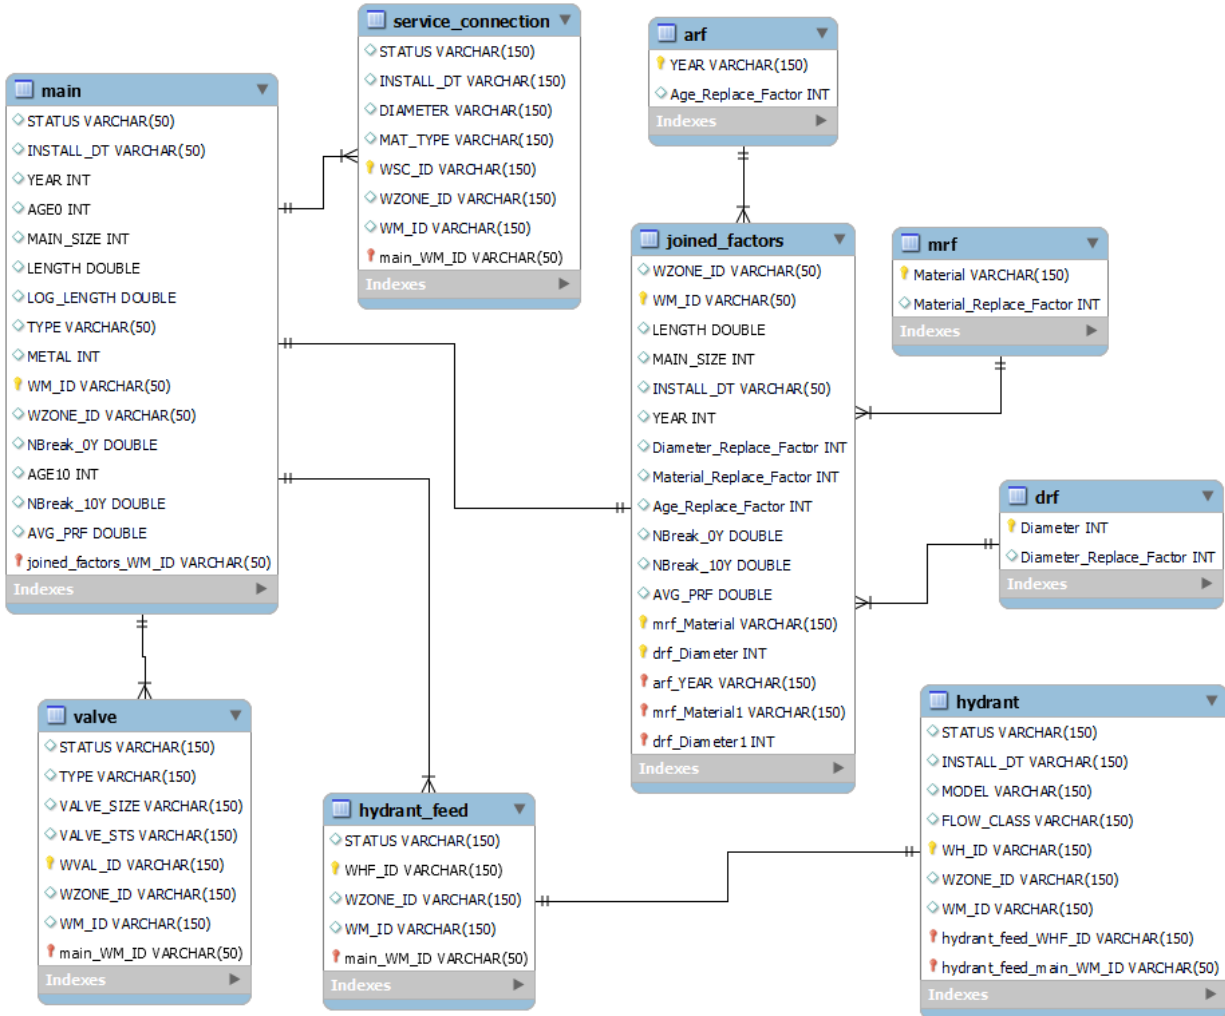 service_connection
STATUS VARCHAR(150)
INSTALL_DT VARCHAR(150)
DIAMETER VARCHAR(150)
MAT_TYPE VARCHAR(150)
WSC_ID VARCHAR(150)
WZONE_ID VARCHAR(150)
WM_ID VARCHAR(150)
main_WM_ID VARCHAR(50)
Indexes
arf
YEAR VARCHAR(150)
Age_Replace_Factor INT
Indexes
main
STATUS VARCHAR(50)
INSTALL_DT VARCHAR(50)
YEAR INT
AGE0 INT
MAIN_SIZE INT
LENGTH DOUBLE
LOG_LENGTH DOUBLE
TYPE VARCHAR(50)
METAL INT
WM_ID VARCHAR(50)
WZONE_ID VARCHAR(50)
NBreak_0Y DOUBLE
AGE10 INT
NBreak_10Y DOUBLE
AVG_PRF DOUBLE
joined_factors_WM_ID VARCHAR(50)
Indexes
joined_factors
WZONE_ID VARCHAR(50)
WM_ID VARCHAR(50)
LENGTH DOUBLE
MAIN_SIZE INT
INSTALL_DT VARCHAR(50)
YEAR INT
Diameter_Replace_Factor INT
Material_Replace_Factor INT
Age_Replace_Factor INT
NBreak_0Y DOUBLE
NBreak_10Y DOUBLE
AVG_PRF DOUBLE
mrf_Material VARCHAR(150)
drf_Diameter INT
arf_YEAR VARCHAR(150)
mrf_Material1 VARCHAR(150)
drf_Diameter1 INT
Indexes
mrf
Material VARCHAR(150)
Material_Replace_Factor INT
Indexes
drf
Diameter INT
Diameter_Replace_Factor INT
Indexes
valve
STATUS VARCHAR(150)
TYPE VARCHAR(150)
VALVE_SIZE VARCHAR(150)
VALVE_STS VARCHAR(150)
WVAL_ID VARCHAR(150)
WZONE_ID VARCHAR(150)
WM_ID VARCHAR(150)
main_WM_ID VARCHAR(50)
Indexes
hydrant_feed
STATUS VARCHAR(150)
WHF_ID VARCHAR(150)
WZONE_ID VARCHAR(150)
WM_ID VARCHAR(150)
main_WM_ID VARCHAR(50)
Indexes
hydrant
STATUS VARCHAR(150)
INSTALL_DT VARCHAR(150)
MODEL VARCHAR(150)
FLOW_CLASS VARCHAR(150)
WH_ID VARCHAR(150)
WZONE_ID VARCHAR(150)
WM_ID VARCHAR(150)
hydrant_feed_WHF_ID VARCHAR(150)
hydrant_feed_main_WM_ID VARCHAR(50)
Indexes